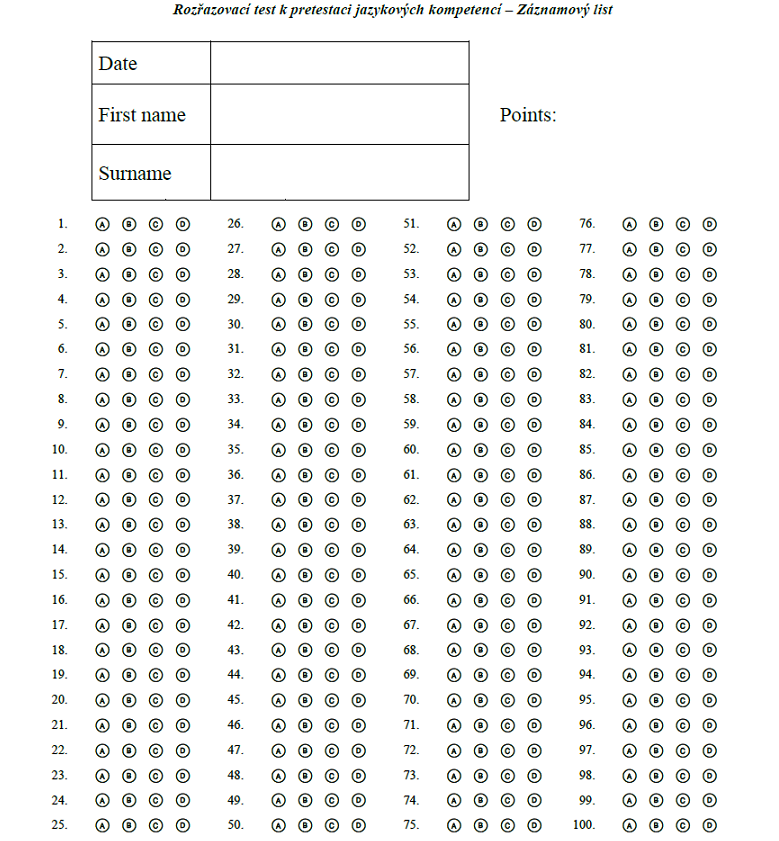 Rozřazovací test k pretestaci jazykových kompetencí – Záznamový list
Date
First name
Points:
Surname
1. A B C D 26. A B C D 51. A B C D 76. A B C D
2. A B C D 27. A B C D 52. A B C D 77. A B C D
3. A B C D 28. A B C D 53. A B C D 78. A B C D
4. A B C D 29. A B C D 54. A B C D 79. A B C D
5. A B C D 30. A B C D 55. A B C D 80. A B C D
6. A B C D 31. A B C D 56. A B C D 81. A B C D
7. A B C D 32. A B C D 57. A B C D 82. A B C D
8. A B C D 33. A B C D 58. A B C D 83. A B C D
9. A B C D 34. A B C D 59. A B C D 84. A B C D
10. A B C D 35. A B C D 60. A B C D 85. A B C D
11. A B C D 36. A B C D 61. A B C D 86. A B C D
12. A B C D 37. A B C D 62. A B C D 87. A B C D
13. A B C D 38. A B C D 63. A B C D 88. A B C D
14. A B C D 39. A B C D 64. A B C D 89. A B C D
15. A B C D 40. A B C D 65. A B C D 90. A B C D
16. A B C D 41. A B C D 66. A B C D 91. A B C D
17. A B C D 42. A B C D 67. A B C D 92. A B C D
18. A B C D 43. A B C D 68. A B C D 93. A B C D
19. A B C D 44. A B C D 69. A B C D 94. A B C D
20. A B C D 45. A B C D 70. A B C D 95. A B C D
21. A B C D 46. A B C D 71. A B C D 96. A B C D
22. A B C D 47. A B C D 72. A B C D 97. A B C D
23. A B C D 48. A B C D 73. A B C D 98. A B C D
24. A B C D 49. A B C D 74. A B C D 99. A B C D
25. A B C D 50. A B C D 75. A B C D 100. A B C D